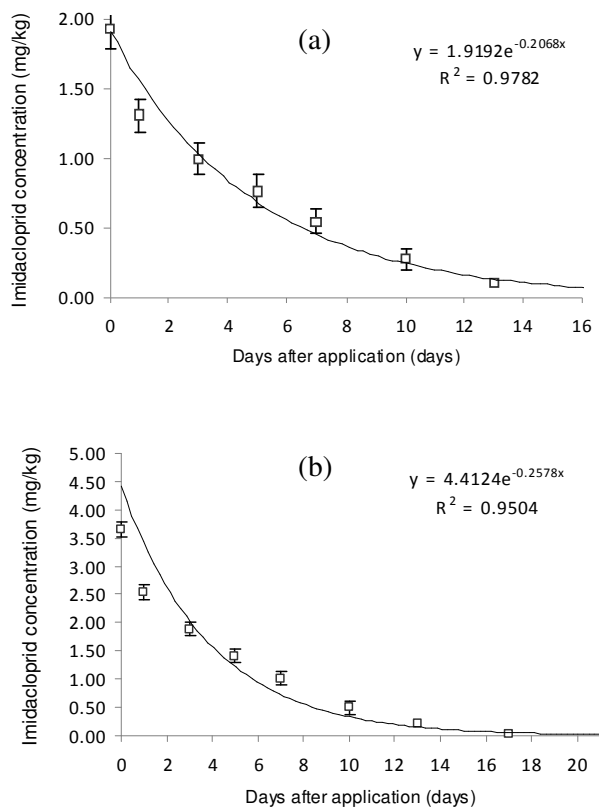 (a)
y = 1.9192e^-0.2068x
R² = 0.9782
Imidacloprid concentration (mg/kg)
2.00
1.50
1.00
0.50
0.00
0 2 4 6 8 10 12 14 16
Days after application (days)
(b)
y = 4.4124e^-0.2578x
R² = 0.9504
Imidacloprid concentration (mg/kg)
5.00
4.50
4.00
3.50
3.00
2.50
2.00
1.50
1.00
0.50
0.00
0 2 4 6 8 10 12 14 16 18 20
Days after application (days)